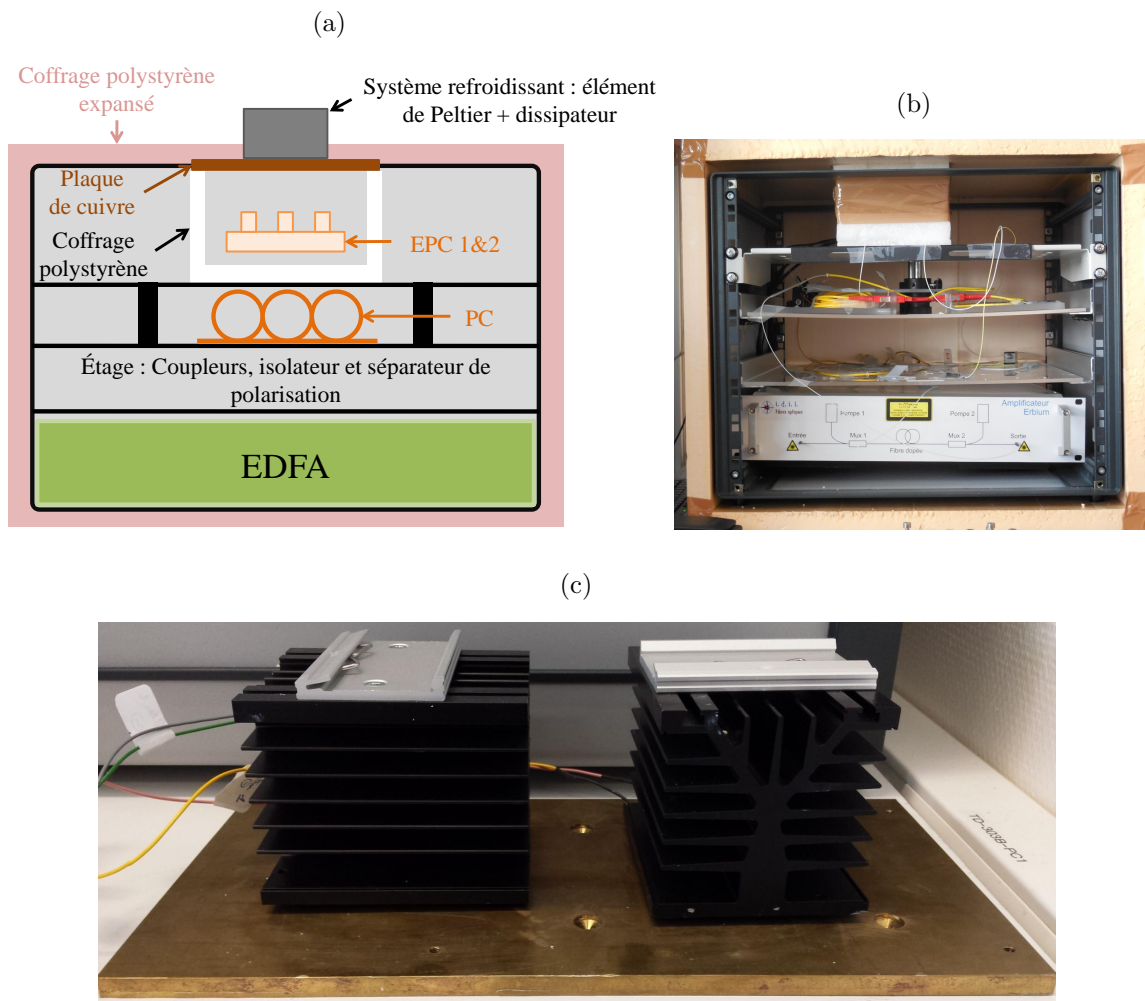 (a)
Coffrage polystyrène
expansé
Système refroidissant : élément
de Peltier + dissipateur
Plaque
de cuivre
Coffrage
polystyrène
EPC 1&2
PC
Étage : Coupleurs, isolateur et séparateur de
polarisation
EDFA
(b)
Pompe 1
Pompe 2
Amplificateur
Erbium
Entrée
Mux 1
Fibre dopée
Mux 2
Sortie
(c)
TD-303B-PC1